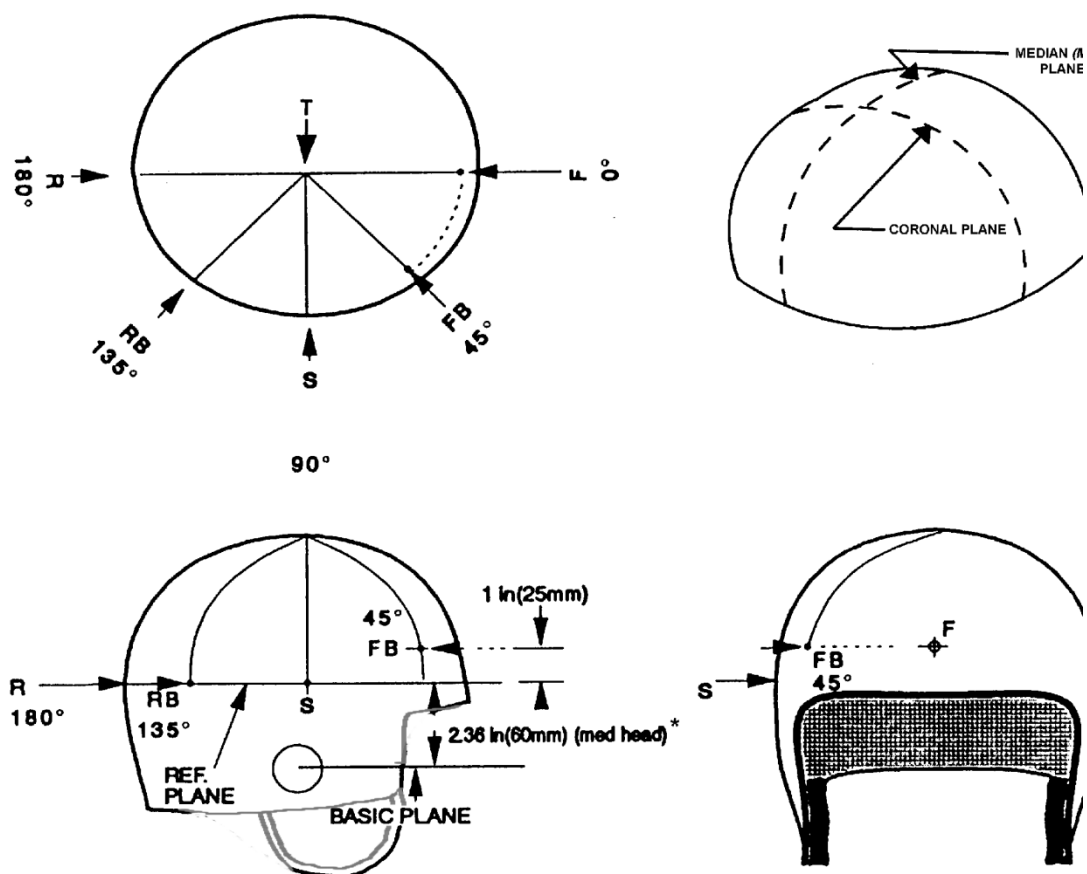 T
R
180°
F
0°
FB
45°
RB
135°
S
90°
MEDIAN (M
PLANE
CORONAL PLANE
1 in(25mm)
45°
FB
R
180°
RB
135°
S
2.36 in(60mm) (med head)*
REF.
PLANE
BASIC PLANE
F
FB
45°
S